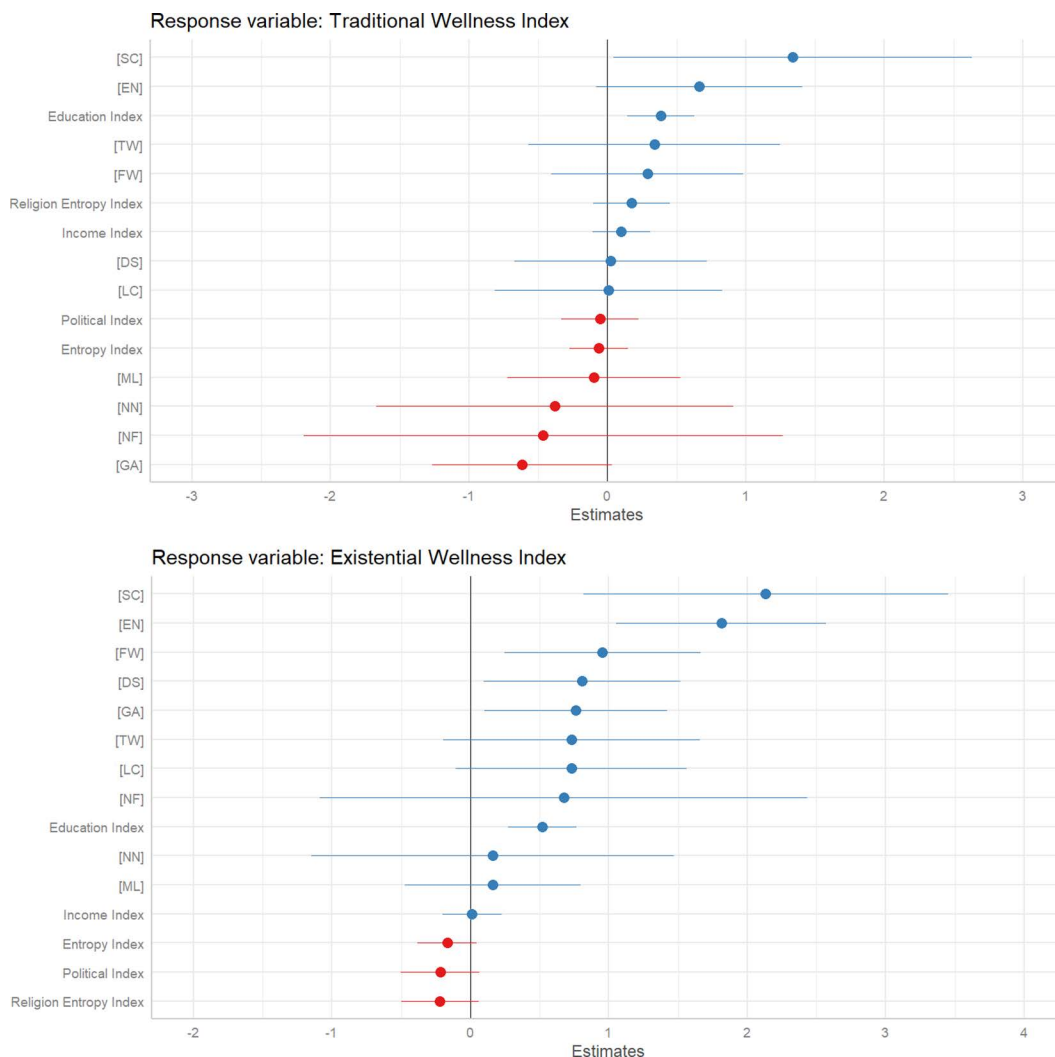 Response variable: Traditional Wellness Index
[SC]
[EN]
Education Index
[TW]
[FW]
Religion Entropy Index
Income Index
[DS]
[LC]
Political Index
Entropy Index
[ML]
[NN]
[NF]
[GA]
-3 -2 -1 0 1 2 3
Estimates
Response variable: Existential Wellness Index
[SC]
[EN]
[FW]
[DS]
[GA]
[TW]
[LC]
[NF]
Education Index
[NN]
[ML]
Income Index
Entropy Index
Political Index
Religion Entropy Index
-2 -1 0 1 2 3 4
Estimates